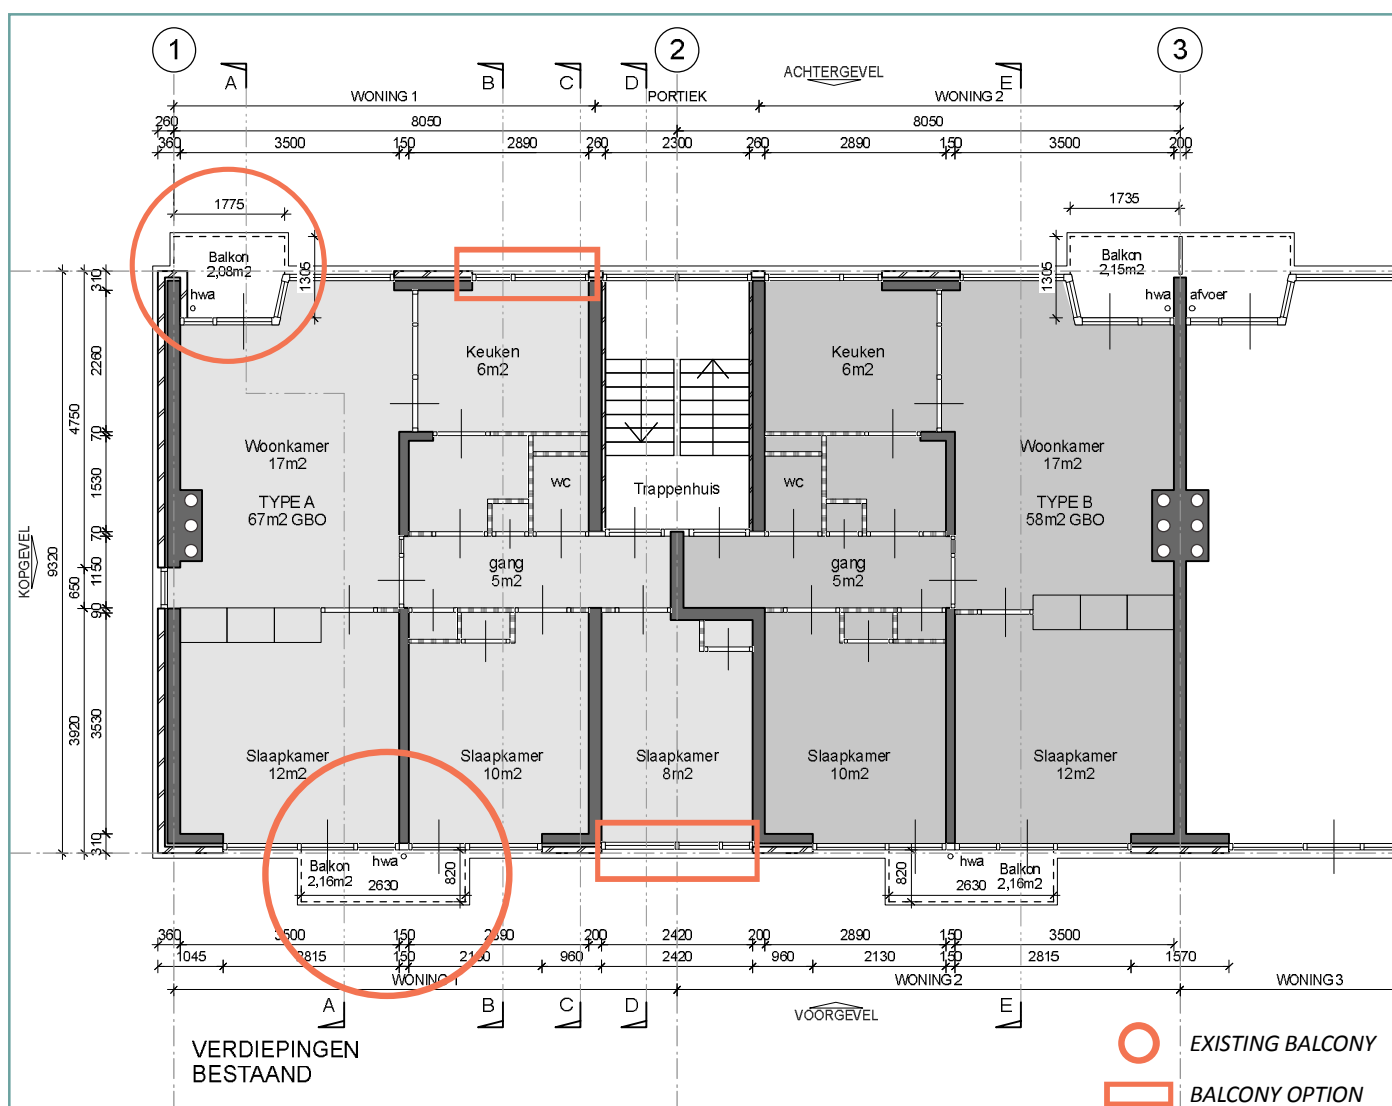 1
2
3
A
B
C
D
E
ACHTERGEVEL
WONING 1
PORTIEK
WONING 2
260
8050
8050
360
3500
150
2890
260
2300
260
2890
150
3500
200
1775
1735
Balkon
2,08m2
1305
hwa
Balkon
2,15m2
1305
hwa
afvoer
310
2260
4750
70
1530
70
1150
650
90
9320
3530
3920
310
KOPGEVEL
Keuken
6m2
Keuken
6m2
Woonkamer
17m2
Woonkamer
17m2
TYPE A
67m2 GBO
TYPE B
58m2 GBO
wc
Trappenhuis
wc
gang
5m2
gang
5m2
Slaapkamer
12m2
Slaapkamer
10m2
Slaapkamer
8m2
Slaapkamer
10m2
Slaapkamer
12m2
Balkon
2,16m2
hwa
820
2630
820
hwa
2630
Balkon
2,16m2
360
3500
150
2890
200
2420
200
2890
150
3500
1045
2815
150
2130
960
2420
960
2130
150
2815
1570
WONING 1
WONING 2
WONING 3
A
B
C
D
E
VOORGEVEL
VERDIEPINGEN
BESTAAND
EXISTING BALCONY
BALCONY OPTION